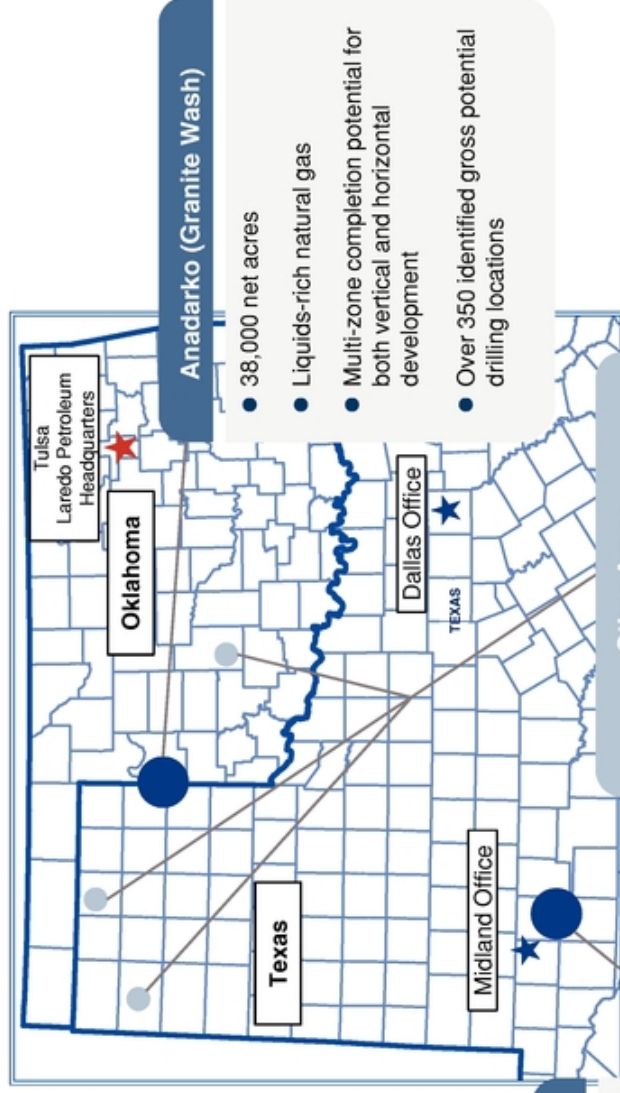 Tulsa
Laredo Petroleum
Headquarters
Oklahoma
Anadarko (Granite Wash)
38,000 net acres
Liquids-rich natural gas
Multi-zone completion potential for
both vertical and horizontal
development
Over 350 identified gross potential
drilling locations
Dallas Office
TEXAS
Texas
Midland Office